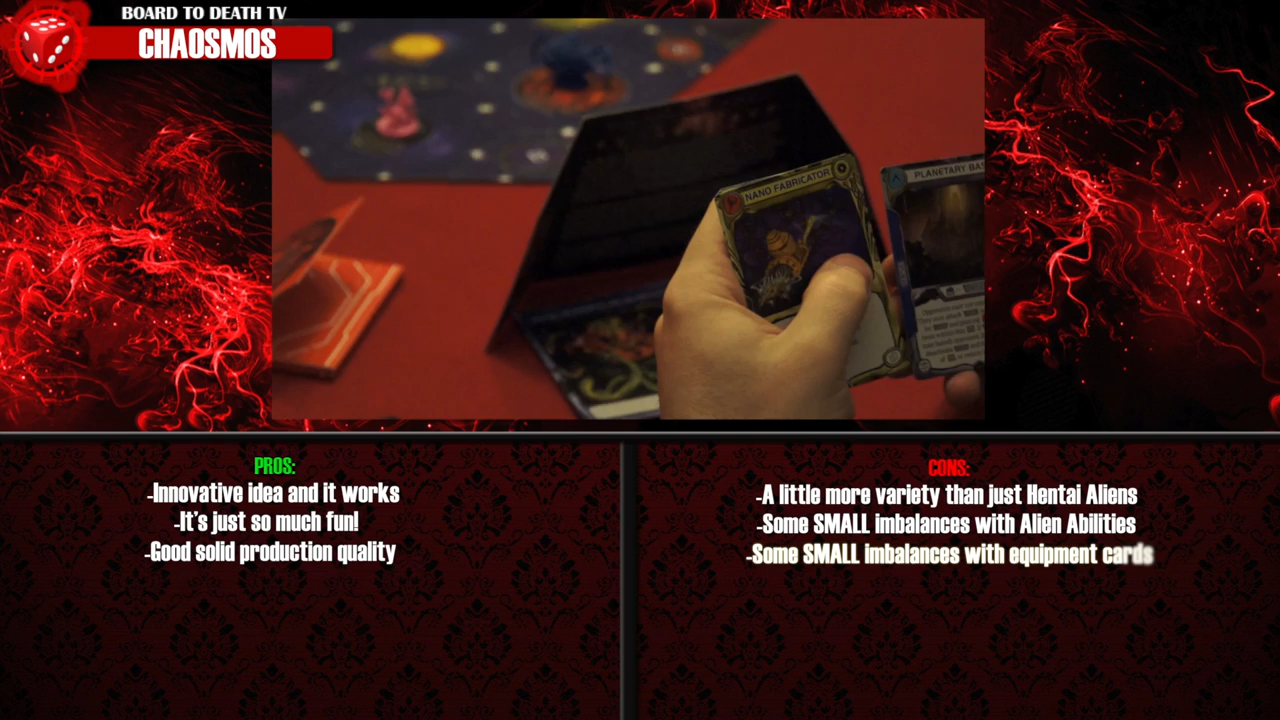 BOARD TO DEATH TV
CHAOSMOS
NANO FABRICATOR
PLANETARY BAS
PROS:
-Innovative idea and it works
-It's just so much fun!
-Good solid production quality
CONS:
-A little more variety than just Hentai Aliens
-Some SMALL imbalances with Alien Abilities
-Some SMALL imbalances with equipment cards